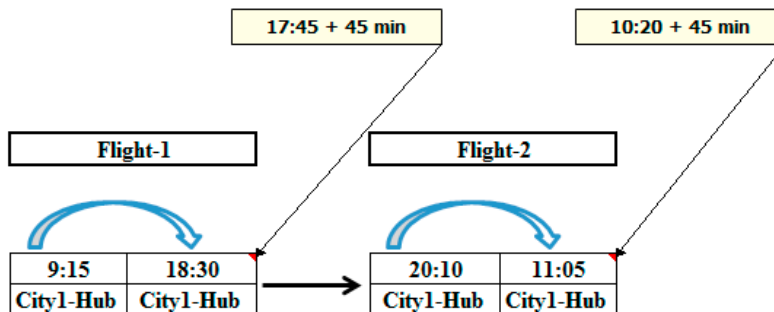 17:45 + 45 min
10:20 + 45 min
Flight-1
Flight-2
9:15 18:30
City1-Hub City1-Hub
20:10 11:05
City1-Hub City1-Hub